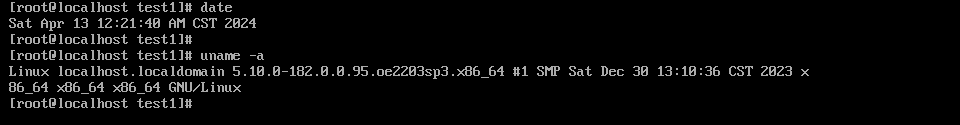 [root@localhost test1]# date
Sat Apr 13 12:21:40 AM CST 2024
[root@localhost test1]#
[root@localhost test1]# uname -a
Linux localhost.localdomain 5.10.0-182.0.0.95.oe2203sp3.x86_64 #1 SMP Sat Dec 30 13:10:36 CST 2023 x
86_64 x86_64 x86_64 GNU/Linux
[root@localhost test1]#